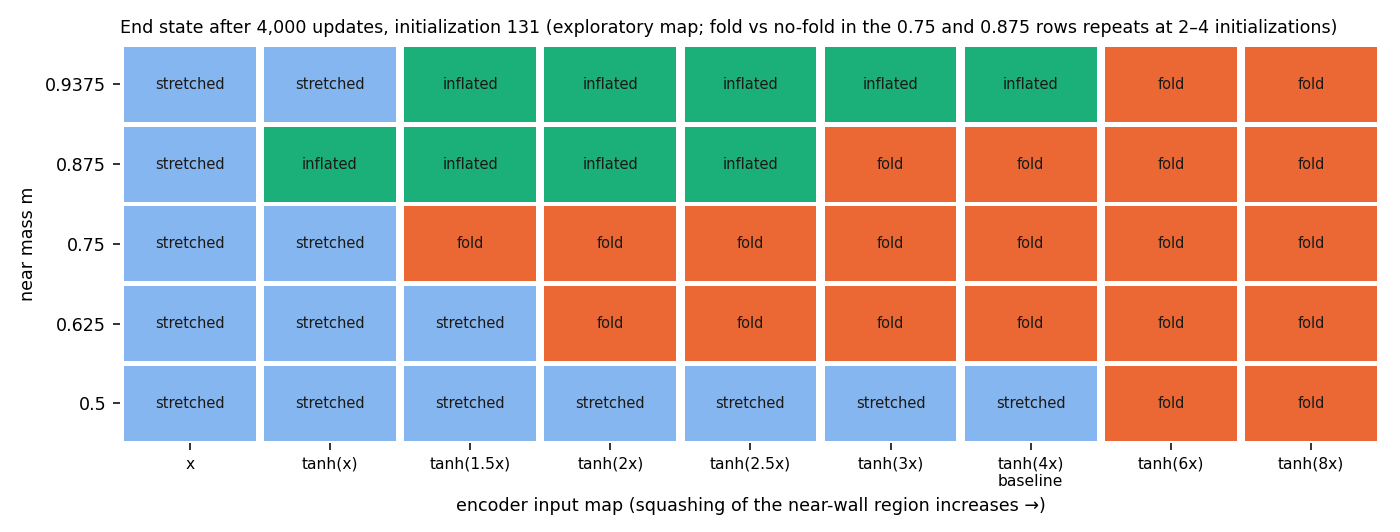 End state after 4,000 updates, initialization 131 (exploratory map; fold vs no-fold in the 0.75 and 0.875 rows repeats at 2–4 initializations)
near mass m
0.9375 stretched stretched inflated inflated inflated inflated inflated fold fold
0.875 stretched inflated inflated inflated inflated fold fold fold fold
0.75 stretched stretched fold fold fold fold fold fold fold
0.625 stretched stretched stretched fold fold fold fold fold fold
0.5 stretched stretched stretched stretched stretched stretched stretched fold fold
x tanh(x) tanh(1.5x) tanh(2x) tanh(2.5x) tanh(3x) tanh(4x) tanh(6x) tanh(8x)
baseline
encoder input map (squashing of the near-wall region increases →)